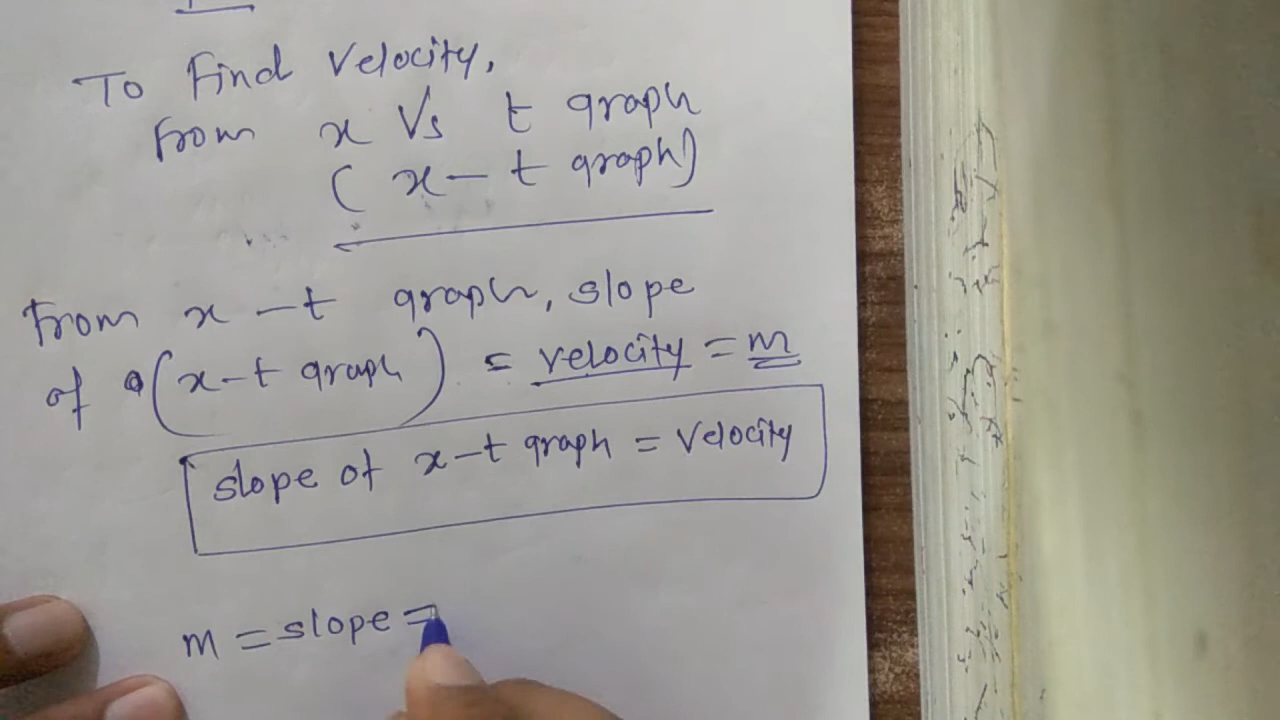 To Find Velocity,
From x Vs t graph
( x - t graph)
From x - t graph, slope
of (x-t graph) = velocity = m
slope of x-t graph = velocity
m = slope =